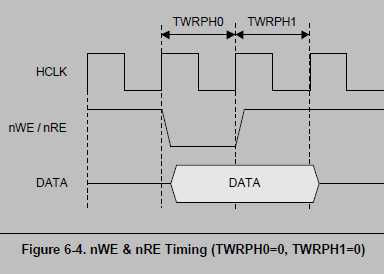 TWRPH0 TWRPH1
HCLK
nWE / nRE
DATA DATA
Figure 6-4. nWE & nRE Timing (TWRPH0=0, TWRPH1=0)